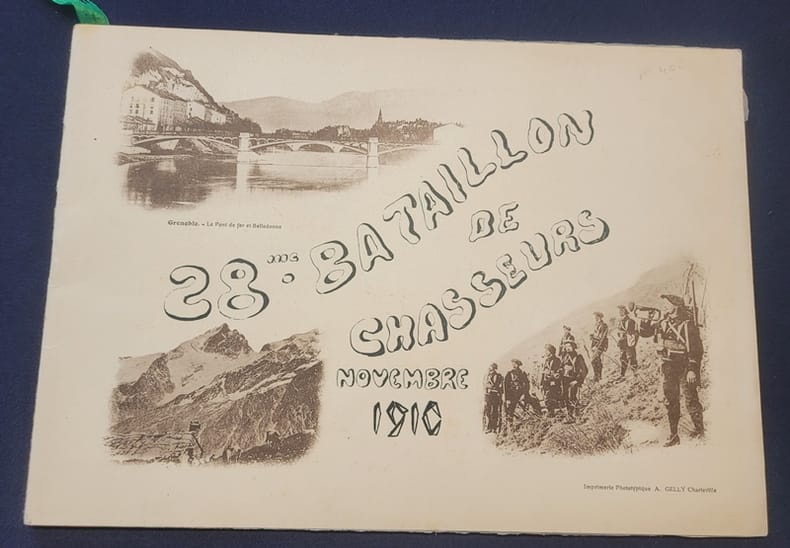 Grenoble. - Le Pont de fer et Belledonne
28me. BATAILLON
DE
CHASSEURS
NOVEMBRE
1910
Imprimerie Phototypique A. GELLY Charleville